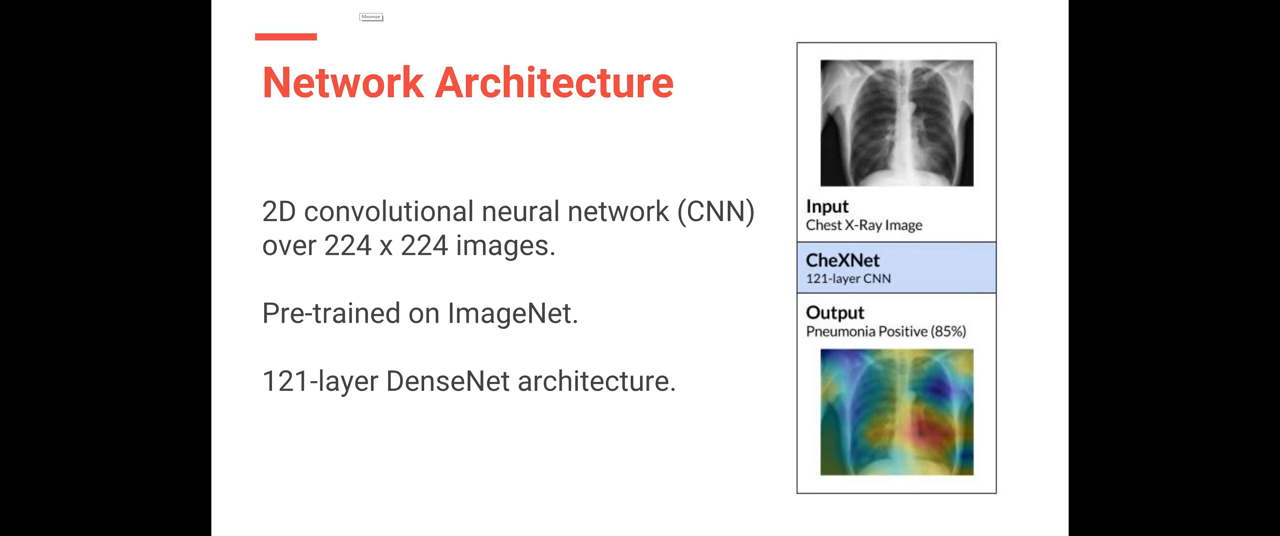 Minimize
Network Architecture
2D convolutional neural network (CNN)
over 224 x 224 images.
Pre-trained on ImageNet.
121-layer DenseNet architecture.
Input
Chest X-Ray Image
CheXNet
121-layer CNN
Output
Pneumonia Positive (85%)